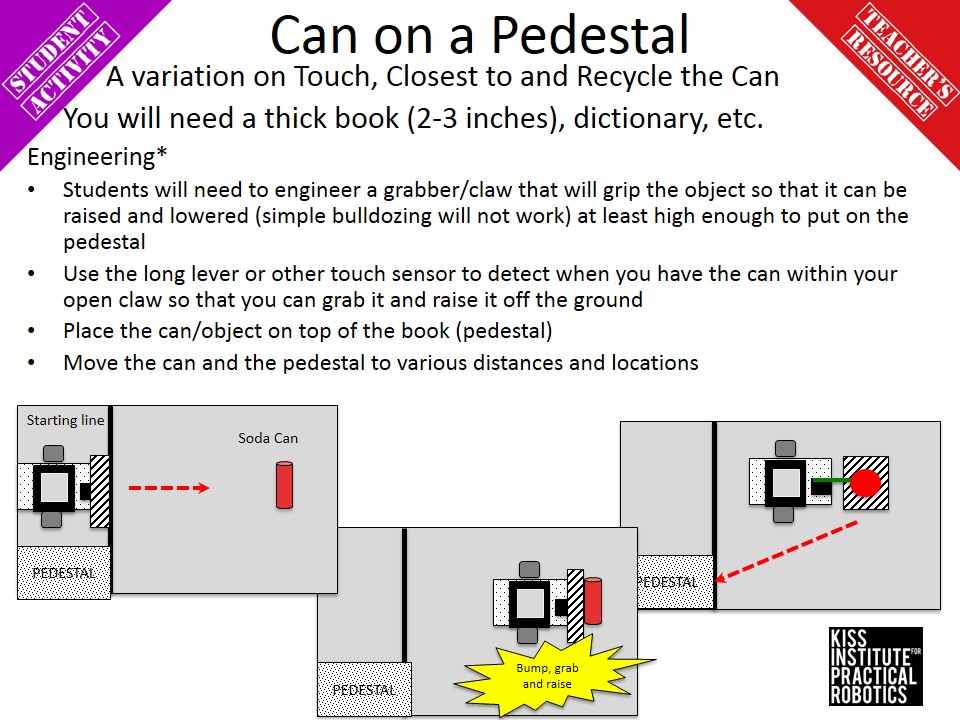 STUDENT
ACTIVITY
Can on a Pedestal
TEACHER'S
RESOURCE
A variation on Touch, Closest to and Recycle the Can
You will need a thick book (2-3 inches), dictionary, etc.
Engineering*
• Students will need to engineer a grabber/claw that will grip the object so that it can be
raised and lowered (simple bulldozing will not work) at least high enough to put on the
pedestal
• Use the long lever or other touch sensor to detect when you have the can within your
open claw so that you can grab it and raise it off the ground
• Place the can/object on top of the book (pedestal)
• Move the can and the pedestal to various distances and locations
Starting line
Soda Can
PEDESTAL
Bump, grab
and raise
PEDESTAL
PEDESTAL
KISS
INSTITUTE FOR
PRACTICAL
ROBOTICS